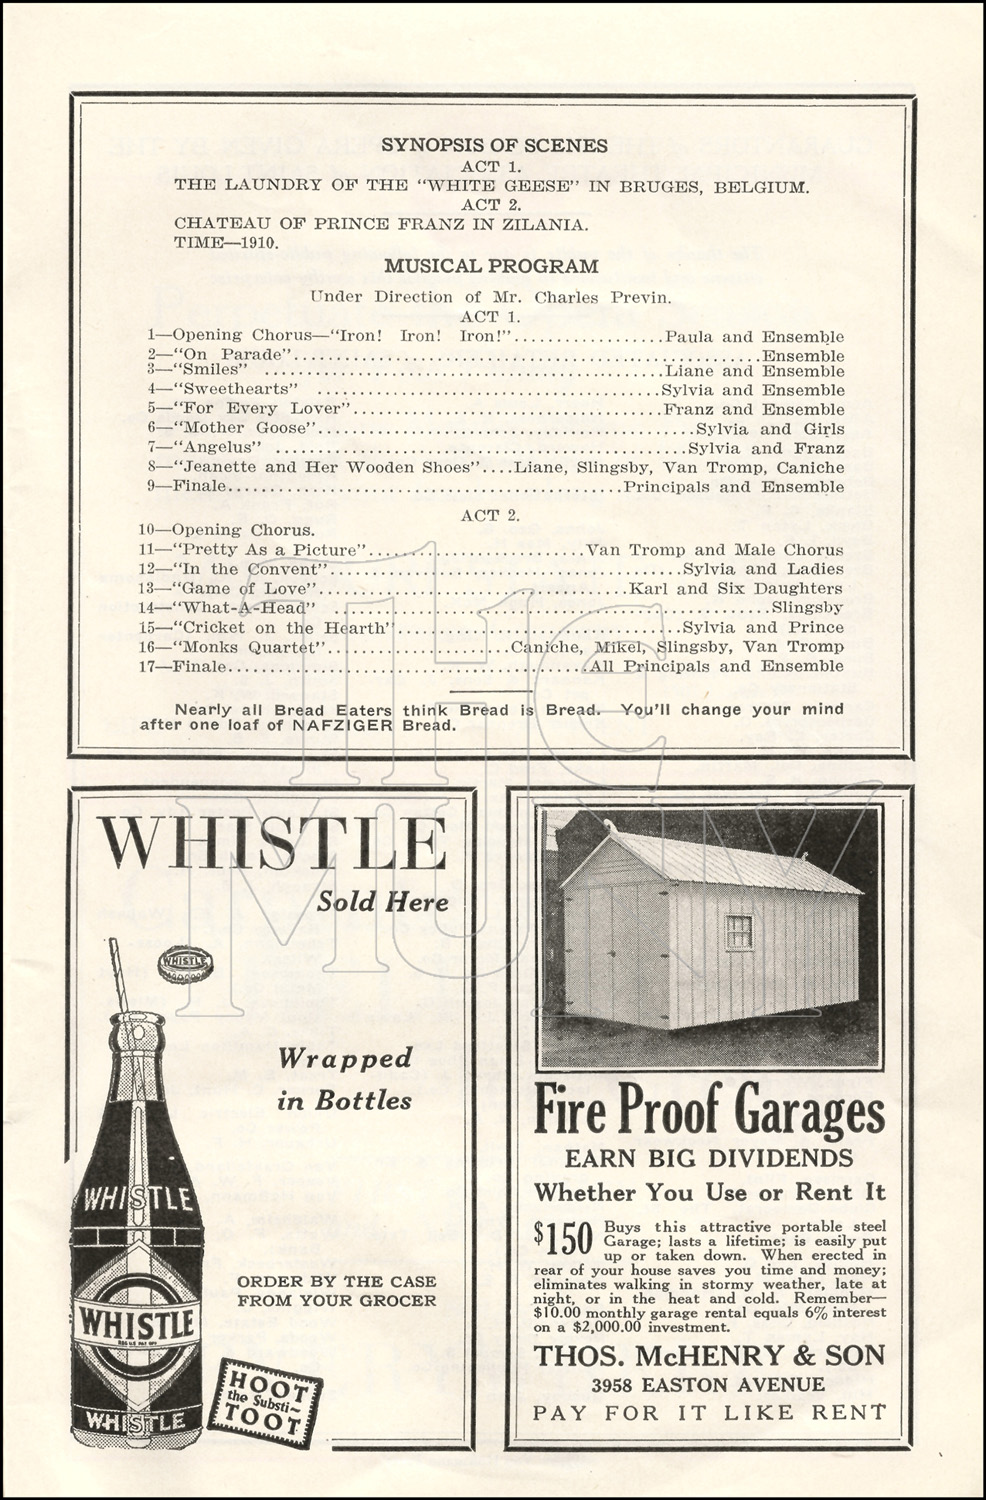 SYNOPSIS OF SCENES
ACT 1.
THE LAUNDRY OF THE "WHITE GEESE" IN BRUGES, BELGIUM.
ACT 2.
CHATEAU OF PRINCE FRANZ IN ZILANIA.
TIME—1910.
MUSICAL PROGRAM
Under Direction of Mr. Charles Previn.
ACT 1.
1—Opening Chorus—"Iron! Iron! Iron!"..................Paula and Ensemble
2—"On Parade".......................................................Ensemble
3—"Smiles" ...............................................Liane and Ensemble
4—"Sweethearts" .........................................Sylvia and Ensemble
5—"For Every Lover".....................................Franz and Ensemble
6—"Mother Goose".............................................Sylvia and Girls
7—"Angelus" .................................................Sylvia and Franz
8—"Jeanette and Her Wooden Shoes"....Liane, Slingsby, Van Tromp, Caniche
9—Finale...............................................Principals and Ensemble
ACT 2.
10—Opening Chorus.
11—"Pretty As a Picture"..........................Van Tromp and Male Chorus
12—"In the Convent"..........................................Sylvia and Ladies
13—"Game of Love".....................................Karl and Six Daughters
14—"What-A-Head"......................................................Slingsby
15—"Cricket on the Hearth"..................................Sylvia and Prince
16—"Monks Quartet"......................Caniche, Mikel, Slingsby, Van Tromp
17—Finale...........................................All Principals and Ensemble
Nearly all Bread Eaters think Bread is Bread. You'll change your mind
after one loaf of NAFZIGER Bread.
The
Muny
WHISTLE
Sold Here
WHISTLE
Wrapped
in Bottles
WHISTLE
ORDER BY THE CASE
FROM YOUR GROCER
WHISTLE
REG U.S. PAT. OFF.
HOOT
the Substi~
TOOT
WHISTLE
Fire Proof Garages
EARN BIG DIVIDENDS
Whether You Use or Rent It
$150 Buys this attractive portable steel
Garage; lasts a lifetime; is easily put
up or taken down. When erected in
rear of your house saves you time and money;
eliminates walking in stormy weather, late at
night, or in the heat and cold. Remember—
$10.00 monthly garage rental equals 6% interest
on a $2,000.00 investment.
THOS. McHENRY & SON
3958 EASTON AVENUE
PAY FOR IT LIKE RENT